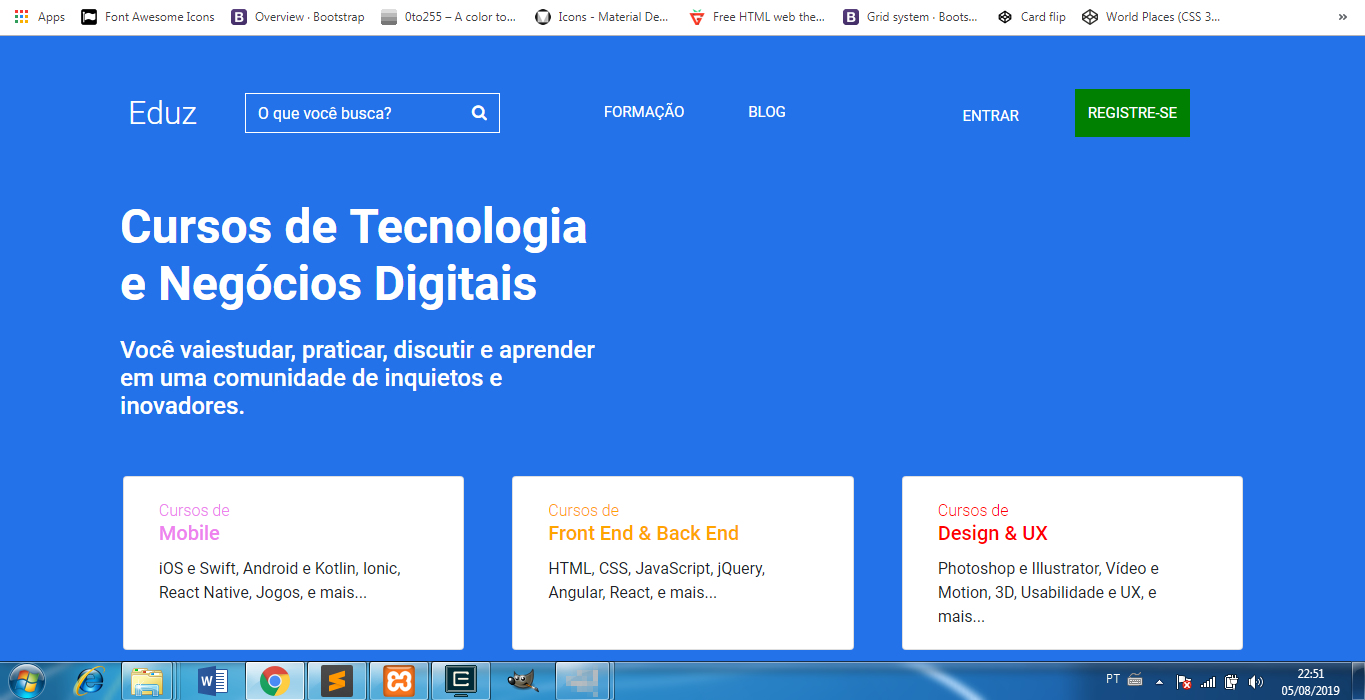 Apps Font Awesome Icons Overview · Bootstrap 0to255 – A color to... Icons - Material De... Free HTML web the... Grid system · Boots... Card flip World Places (CSS 3... »
Eduz O que você busca? FORMAÇÃO BLOG ENTRAR REGISTRE-SE
Cursos de Tecnologia
e Negócios Digitais
Você vaiestudar, praticar, discutir e aprender
em uma comunidade de inquietos e
inovadores.
Cursos de
Mobile
iOS e Swift, Android e Kotlin, Ionic,
React Native, Jogos, e mais...
Cursos de
Front End & Back End
HTML, CSS, JavaScript, jQuery,
Angular, React, e mais...
Cursos de
Design & UX
Photoshop e Illustrator, Vídeo e
Motion, 3D, Usabilidade e UX, e
mais...
PT
22:51
05/08/2019